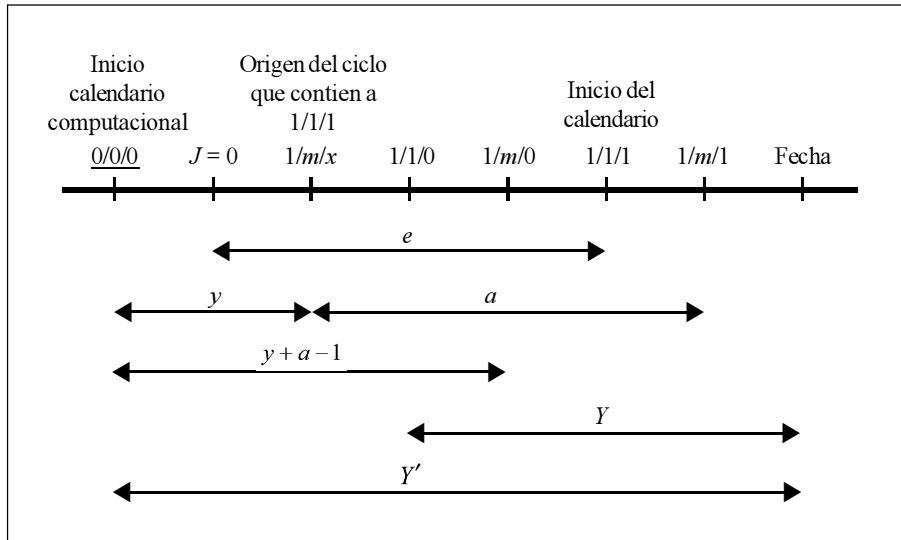 Inicio
calendario
computacional
0/0/0
J = 0
Origen del ciclo
que contien a
1/1/1
1/m/x
1/1/0
1/m/0
Inicio del
calendario
1/1/1
1/m/1
Fecha
e
y
a
y + a – 1
Y
Y′